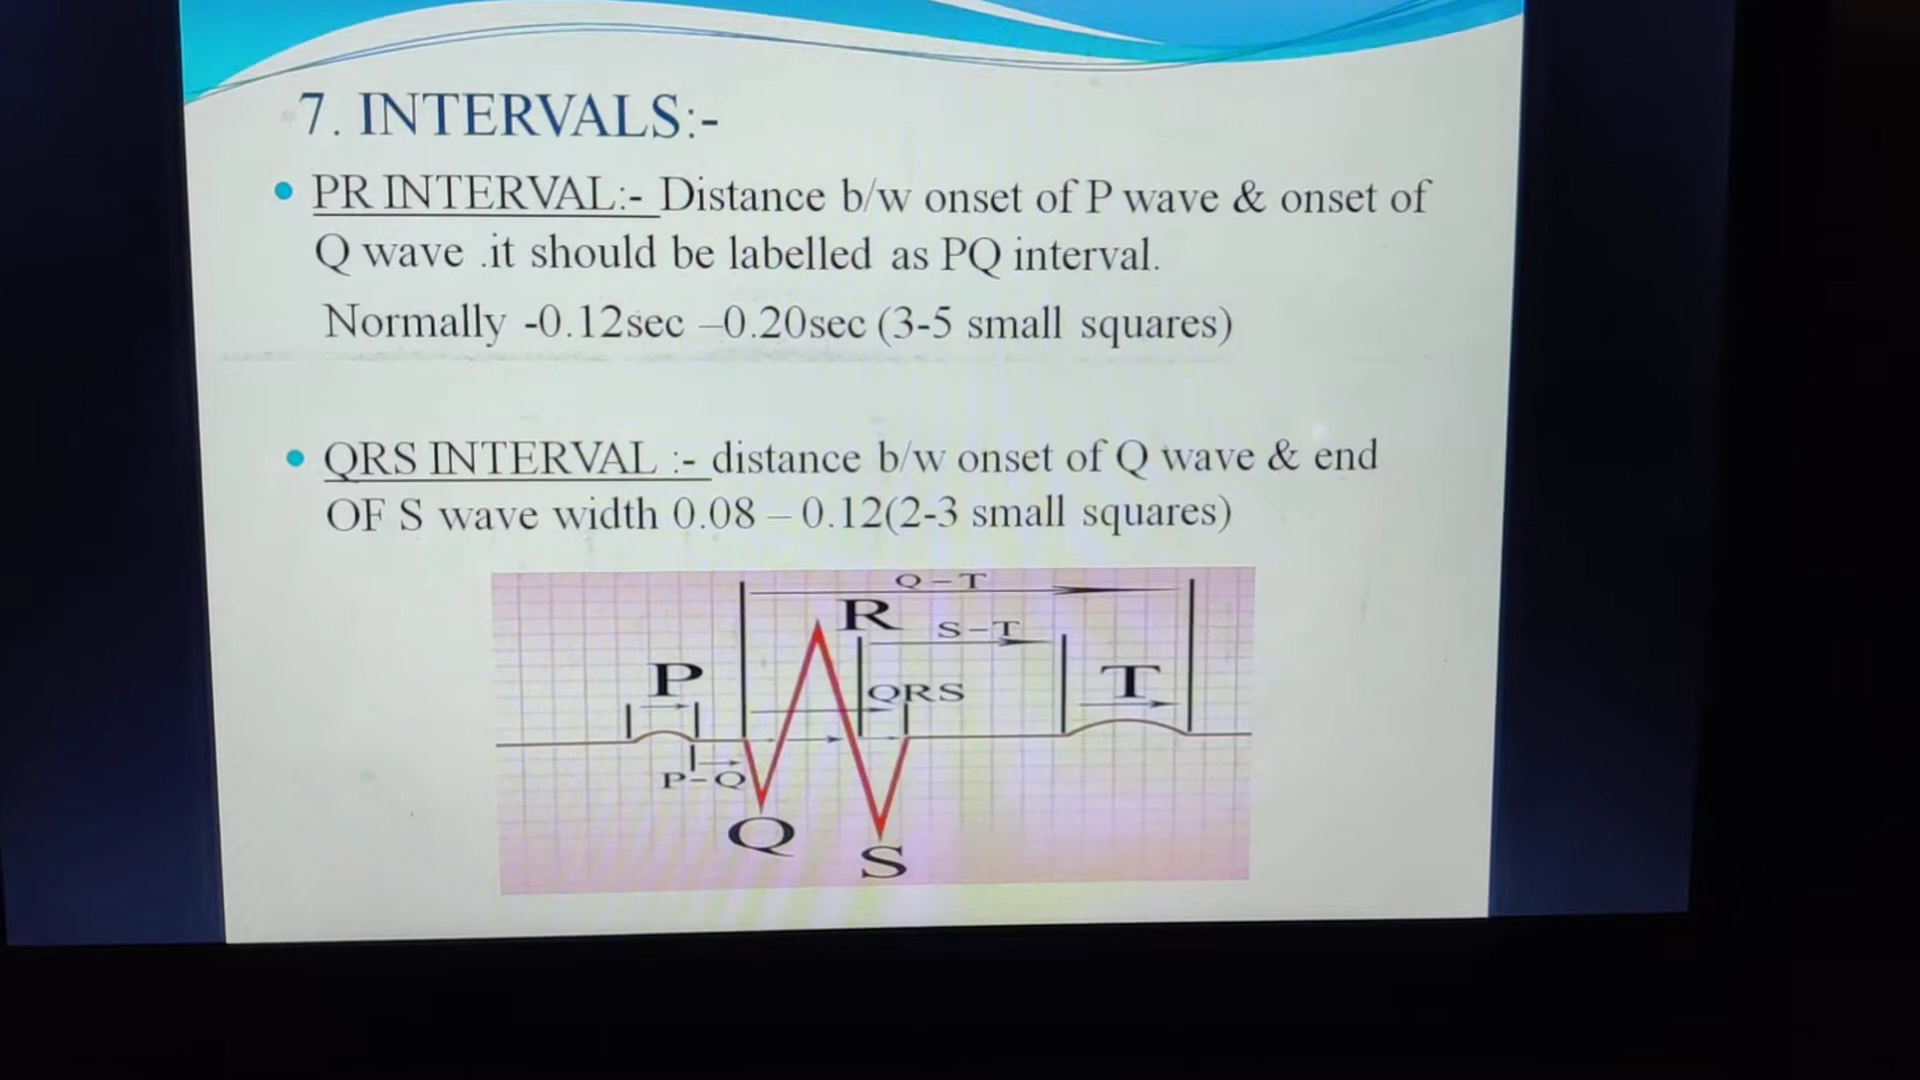 7. INTERVALS:-
• PR INTERVAL:- Distance b/w onset of P wave & onset of
Q wave .it should be labelled as PQ interval.
Normally -0.12sec –0.20sec (3-5 small squares)
• QRS INTERVAL :- distance b/w onset of Q wave & end
OF S wave width 0.08 – 0.12(2-3 small squares)
Q-T
R
S-T
P
QRS
T
P-Q
Q
S